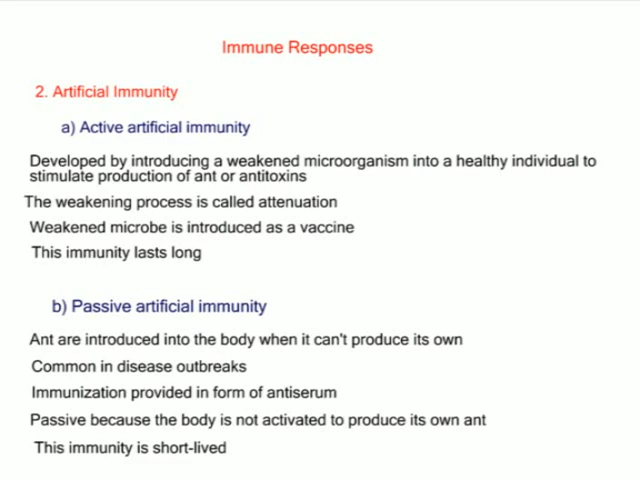 Immune Responses
2. Artificial Immunity
a) Active artificial immunity
Developed by introducing a weakened microorganism into a healthy individual to
stimulate production of ant or antitoxins
The weakening process is called attenuation
Weakened microbe is introduced as a vaccine
This immunity lasts long
b) Passive artificial immunity
Ant are introduced into the body when it can't produce its own
Common in disease outbreaks
Immunization provided in form of antiserum
Passive because the body is not activated to produce its own ant
This immunity is short-lived